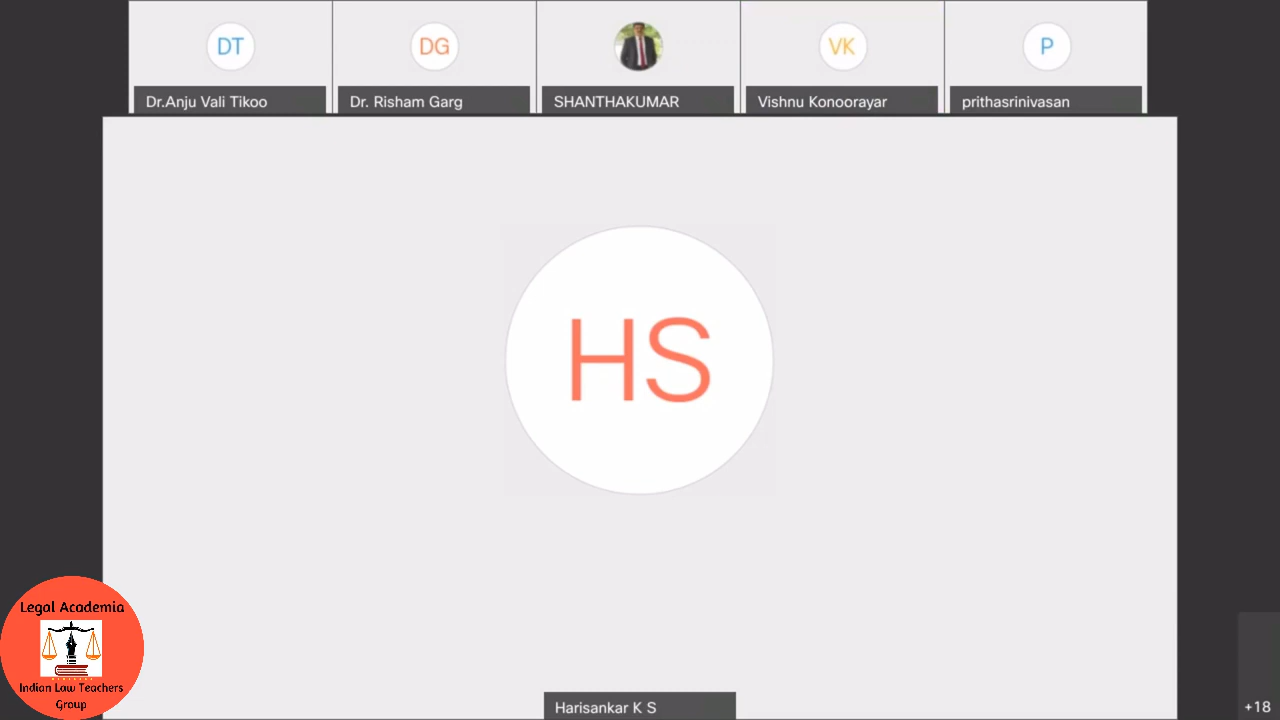 DT
DG
VK
P
Dr.Anju Vali Tikoo
Dr. Risham Garg
SHANTHAKUMAR
Vishnu Konoorayar
prithasrinivasan
HS
Legal Academia
Indian Law Teachers
Group
Harisankar K S
+18